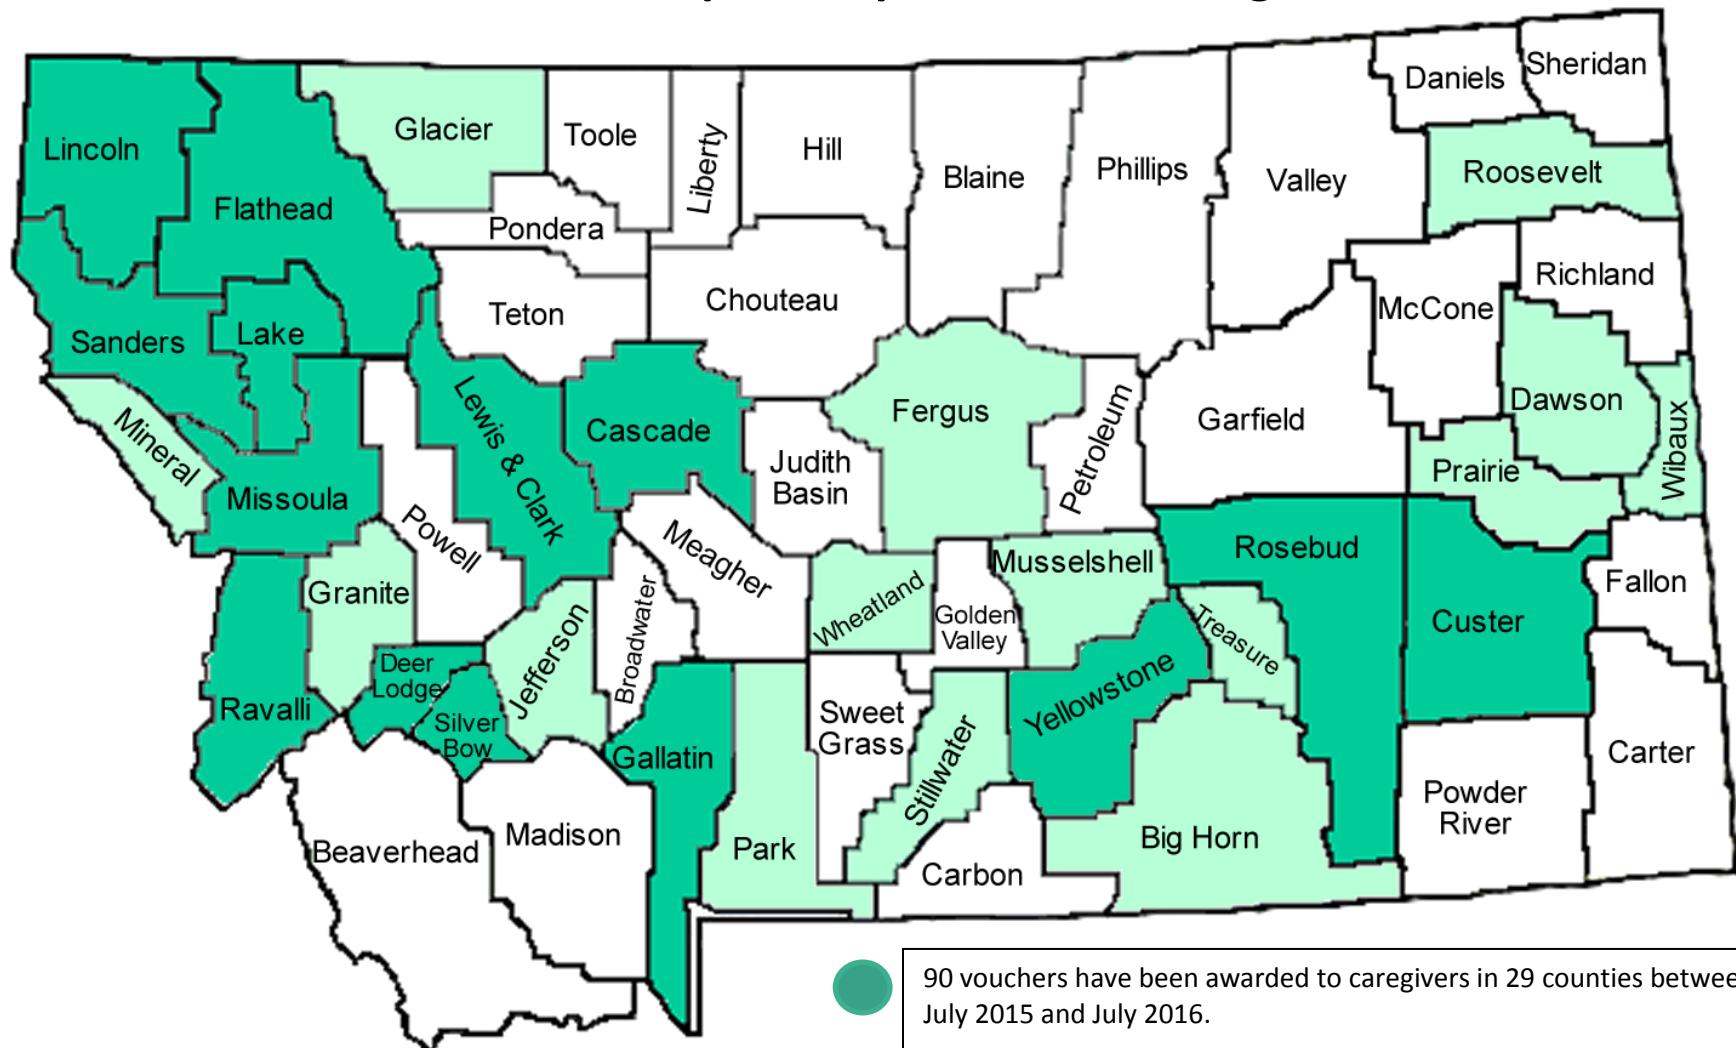 Sheridan
Daniels
Lincoln
Glacier
Toole
Liberty
Hill
Blaine
Phillips
Valley
Roosevelt
Flathead
Pondera
Richland
Teton
Chouteau
McCone
Sanders
Lake
Lewis & Clark
Cascade
Fergus
Petroleum
Garfield
Dawson
Wibaux
Mineral
Judith
Basin
Prairie
Missoula
Powell
Meagher
Musselshell
Rosebud
Granite
Jefferson
Broadwater
Wheatland
Golden
Valley
Treasure
Custer
Fallon
Deer
Lodge
Ravalli
Silver
Bow
Gallatin
Sweet
Grass
Stillwater
Yellowstone
Carter
Powder
River
Beaverhead
Madison
Park
Carbon
Big Horn
90 vouchers have been awarded to caregivers in 29 counties betwee
July 2015 and July 2016.